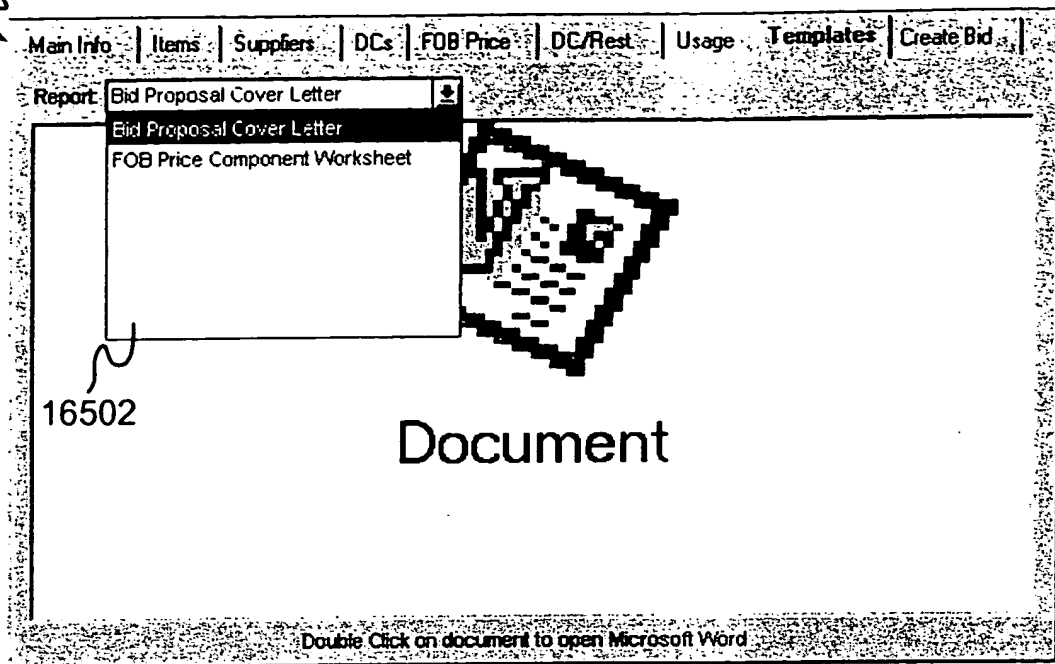 Main Info Items Suppliers DCs FOB Price DC/Rest. Usage Templates Create Bid
Report: Bid Proposal Cover Letter
Bid Proposal Cover Letter
FOB Price Component Worksheet
16502
Document
Double Click on document to open Microsoft Word